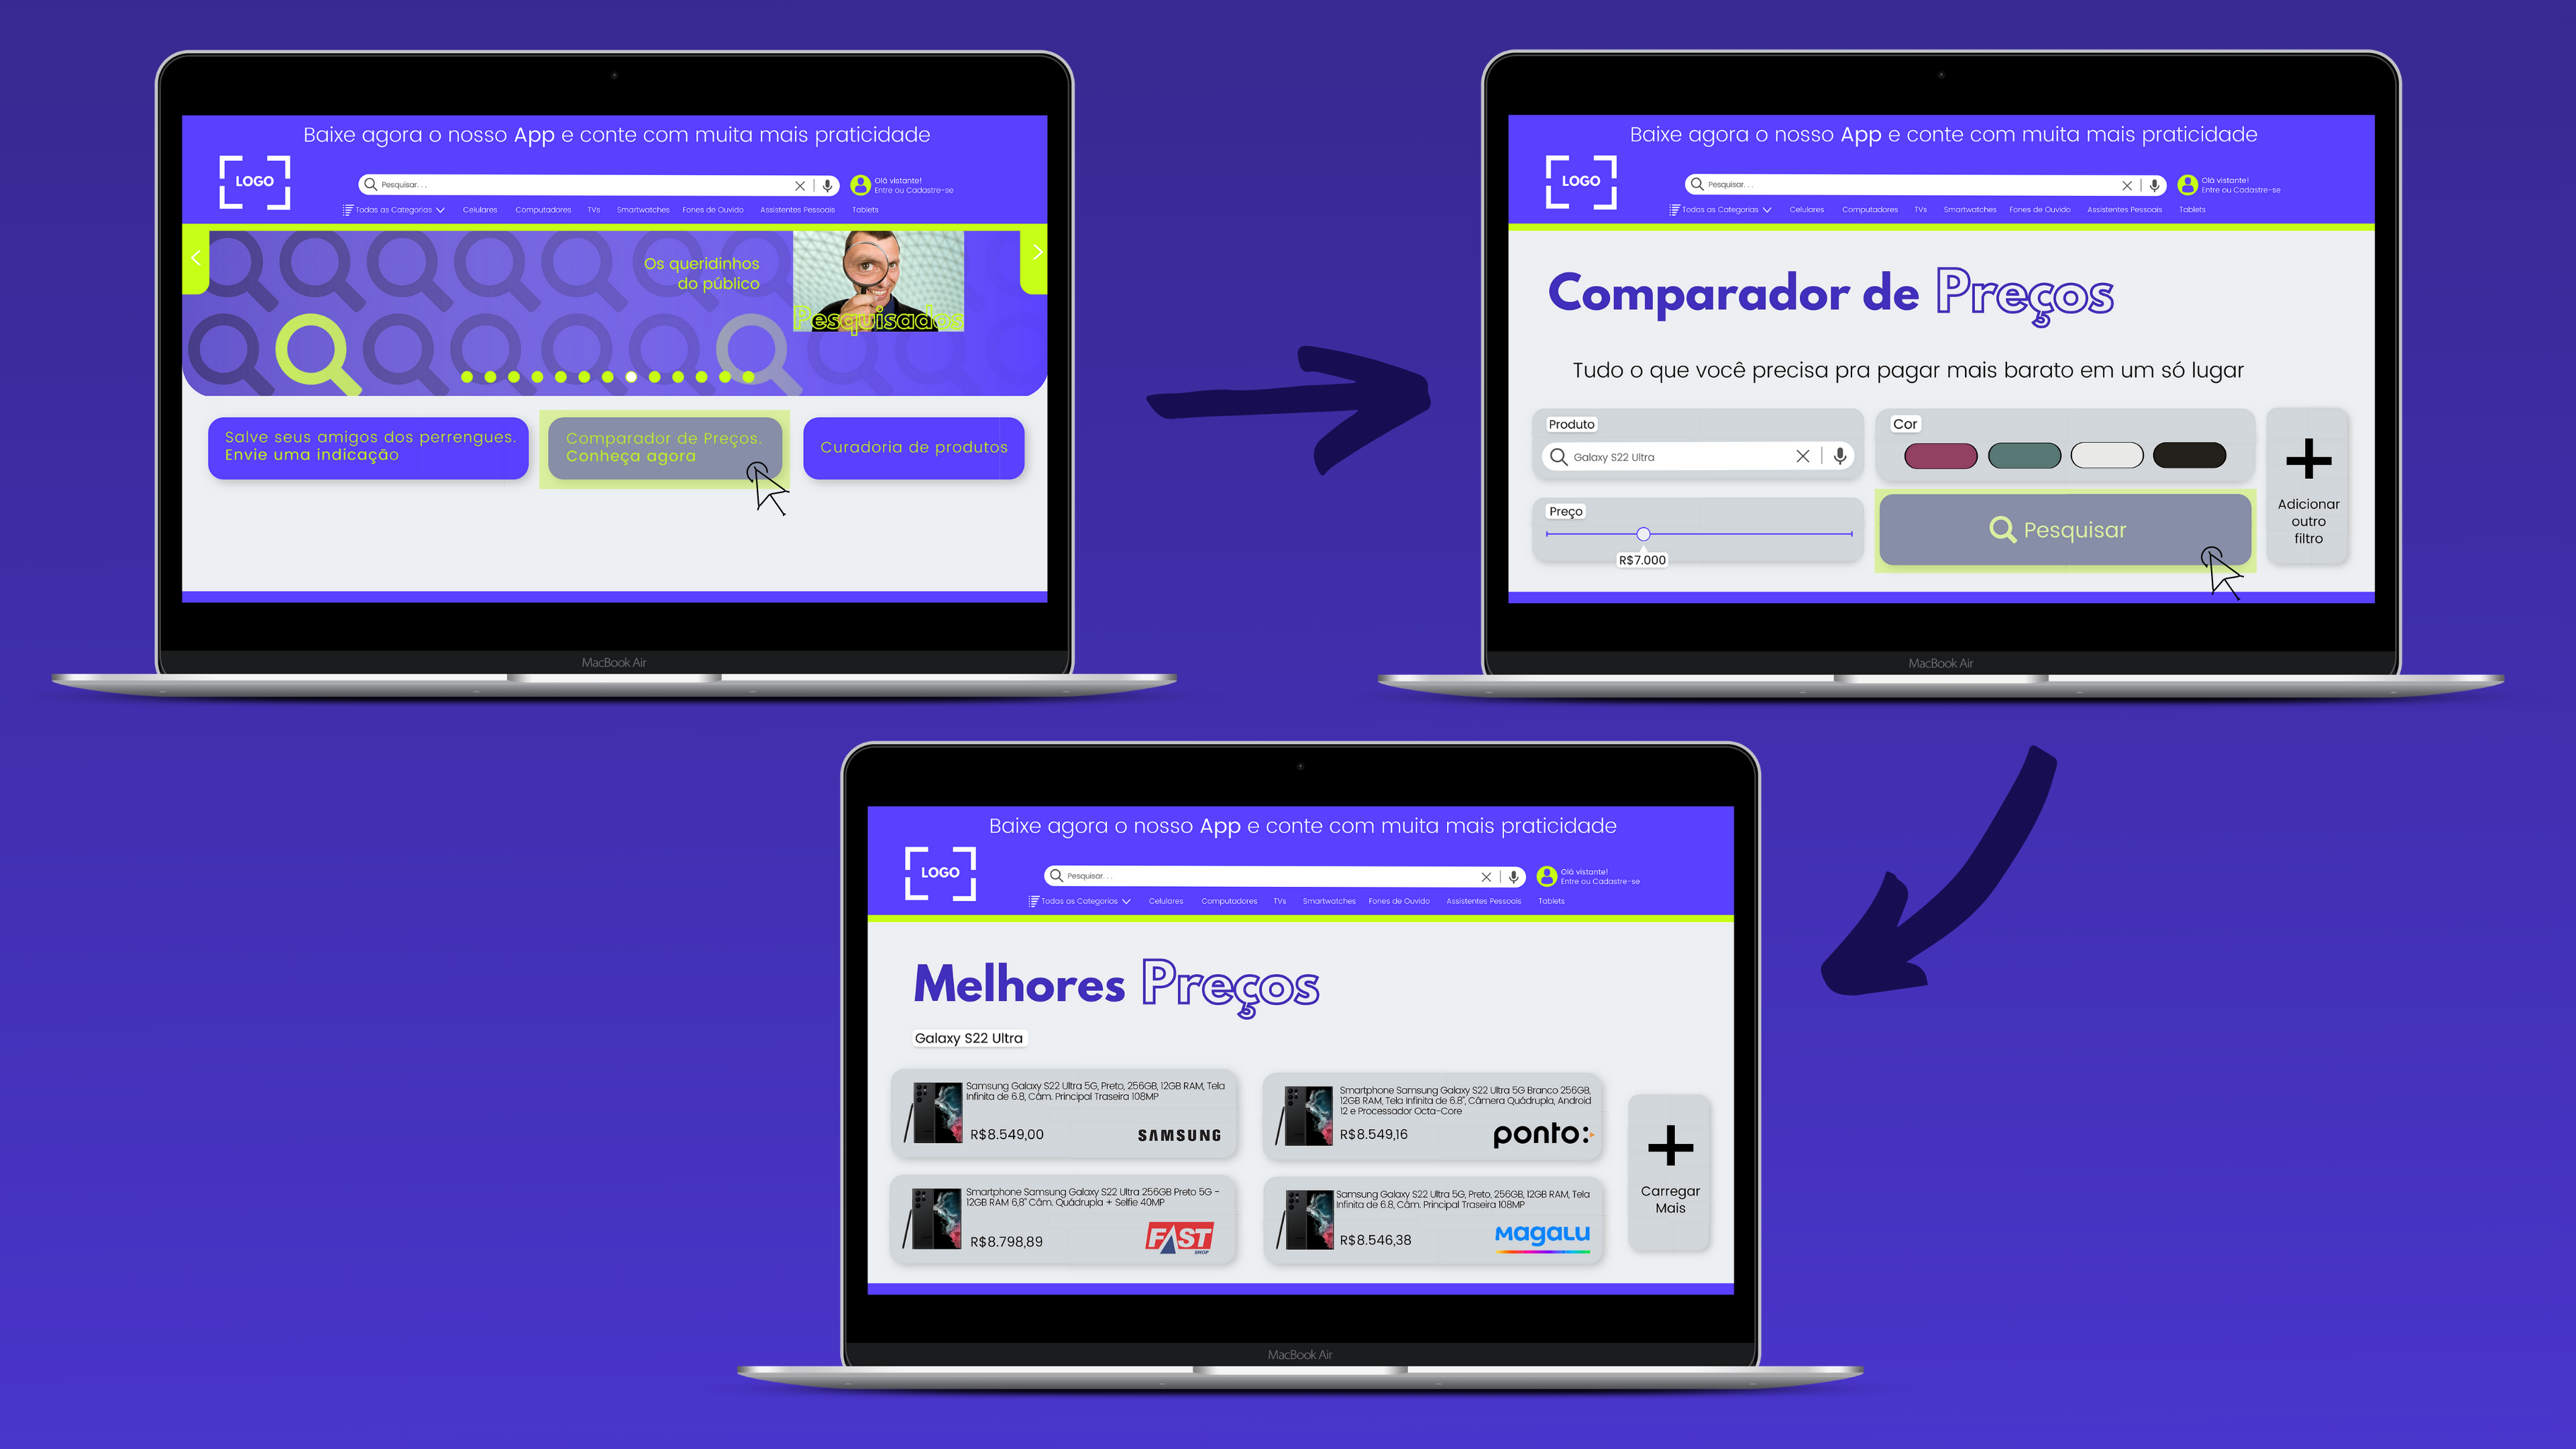 Baixe agora o nosso App e conte com muita mais praticidade
LOGO
Pesquisar. . .
Olá vistante!
Entre ou Cadastre-se
Todas as Categorias
Celulares
Computadores
TVs
Smartwatches
Fones de Ouvido
Assistentes Pessoais
Tablets
Os queridinhos
do público
Pesquisados
Salve seus amigos dos perrengues.
Envie uma indicação
Comparador de Preços.
Conheça agora
Curadoria de produtos
MacBook Air
Baixe agora o nosso App e conte com muita mais praticidade
LOGO
Pesquisar. . .
Olá vistante!
Entre ou Cadastre-se
Todas as Categorias
Celulares
Computadores
TVs
Smartwatches
Fones de Ouvido
Assistentes Pessoais
Tablets
Comparador de Preços
Tudo o que você precisa pra pagar mais barato em um só lugar
Produto
Galaxy S22 Ultra
Cor
Preço
R$7.000
Pesquisar
Adicionar
outro
filtro
MacBook Air
Baixe agora o nosso App e conte com muita mais praticidade
LOGO
Pesquisar. . .
Olá vistante!
Entre ou Cadastre-se
Todas as Categorias
Celulares
Computadores
TVs
Smartwatches
Fones de Ouvido
Assistentes Pessoais
Tablets
Melhores Preços
Galaxy S22 Ultra
Samsung Galaxy S22 Ultra 5G, Preto, 256GB, 12GB RAM, Tela
Infinita de 6.8, Câm. Principal Traseira 108MP
R$8.549,00
SAMSUNG
Smartphone Samsung Galaxy S22 Ultra 5G Branco 256GB,
12GB RAM, Tela Infinita de 6.8", Câmera Quádrupla, Android
12 e Processador Octa-Core
R$8.549,16
ponto:
Smartphone Samsung Galaxy S22 Ultra 256GB Preto 5G -
12GB RAM 6,8" Câm. Quádrupla + Selfie 40MP
R$8.798,89
FAST
SHOP
Samsung Galaxy S22 Ultra 5G, Preto, 256GB, 12GB RAM, Tela
Infinita de 6.8, Câm. Principal Traseira 108MP
R$8.546,38
Magalu
Carregar
Mais
MacBook Air